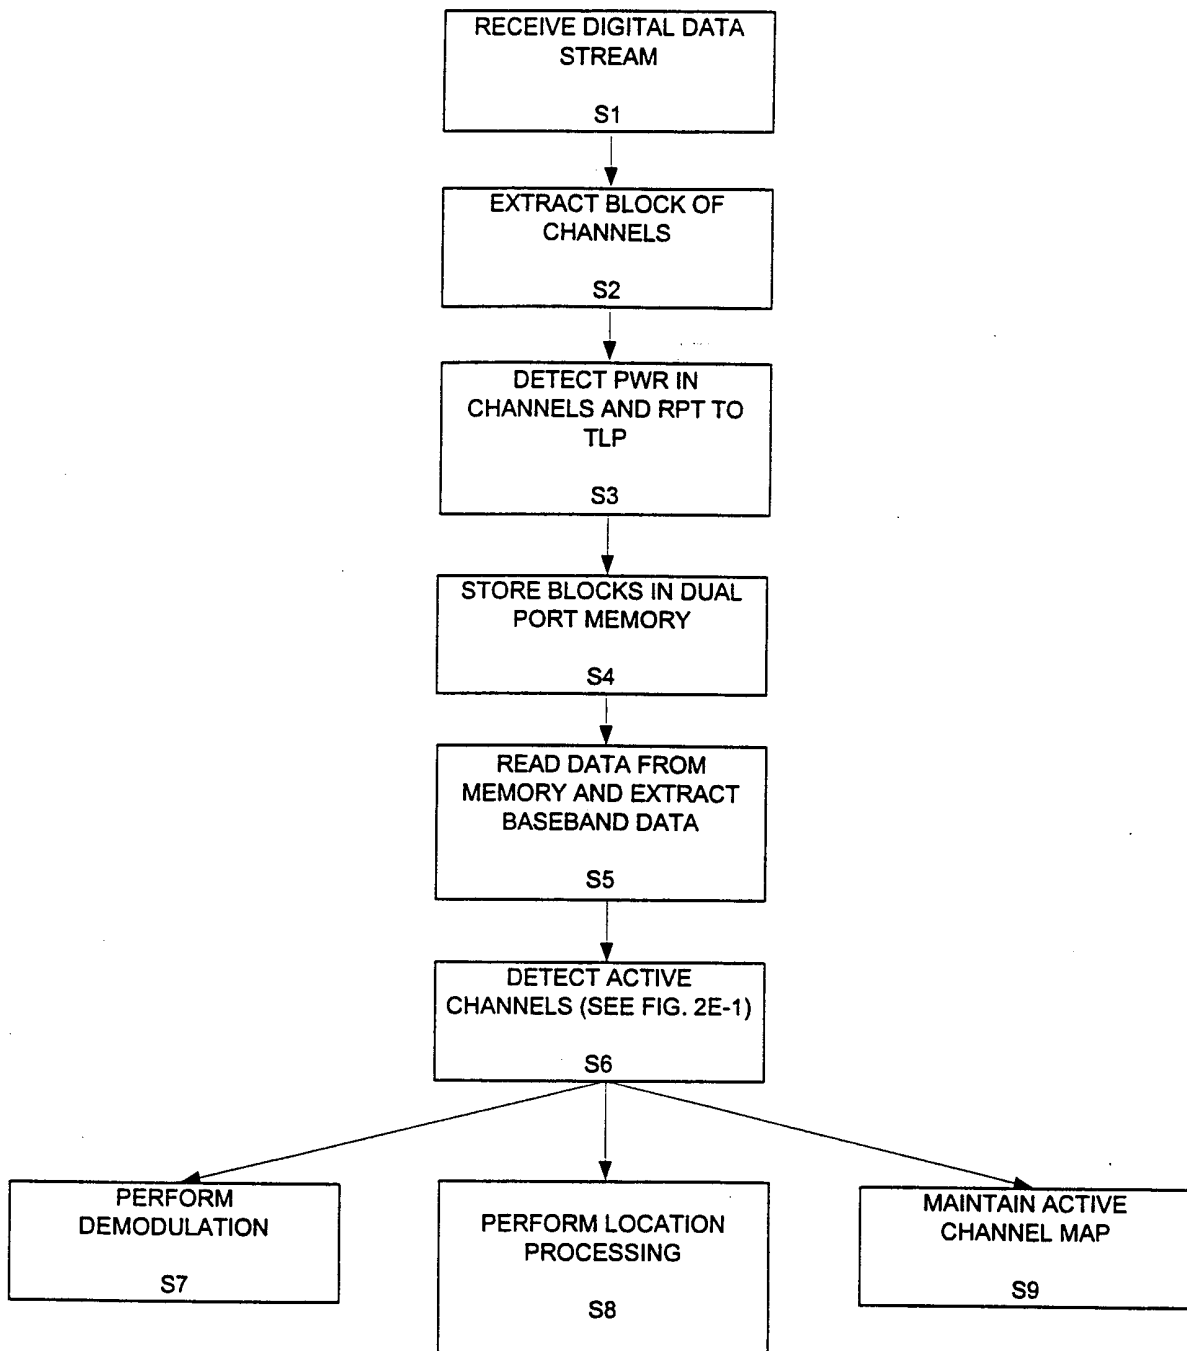 RECEIVE DIGITAL DATA
STREAM
S1
EXTRACT BLOCK OF
CHANNELS
S2
DETECT PWR IN
CHANNELS AND RPT TO
TLP
S3
STORE BLOCKS IN DUAL
PORT MEMORY
S4
READ DATA FROM
MEMORY AND EXTRACT
BASEBAND DATA
S5
DETECT ACTIVE
CHANNELS (SEE FIG. 2E-1)
S6
PERFORM
DEMODULATION
S7
PERFORM LOCATION
PROCESSING
S8
MAINTAIN ACTIVE
CHANNEL MAP
S9